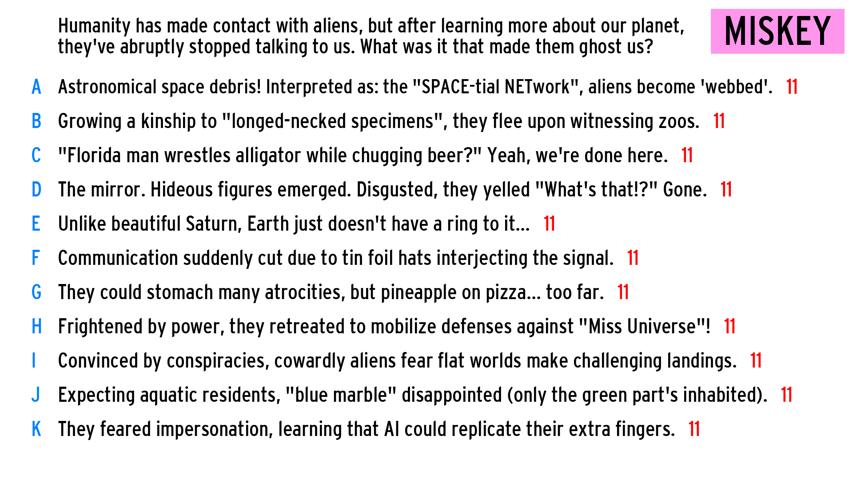 Humanity has made contact with aliens, but after learning more about our planet,
they've abruptly stopped talking to us. What was it that made them ghost us?
MISKEY
A Astronomical space debris! Interpreted as: the "SPACE-tial NETwork", aliens become 'webbed'. 11
B Growing a kinship to "longed-necked specimens", they flee upon witnessing zoos. 11
C "Florida man wrestles alligator while chugging beer?" Yeah, we're done here. 11
D The mirror. Hideous figures emerged. Disgusted, they yelled "What's that!?" Gone. 11
E Unlike beautiful Saturn, Earth just doesn't have a ring to it... 11
F Communication suddenly cut due to tin foil hats interjecting the signal. 11
G They could stomach many atrocities, but pineapple on pizza... too far. 11
H Frightened by power, they retreated to mobilize defenses against "Miss Universe"! 11
I Convinced by conspiracies, cowardly aliens fear flat worlds make challenging landings. 11
J Expecting aquatic residents, "blue marble" disappointed (only the green part's inhabited). 11
K They feared impersonation, learning that AI could replicate their extra fingers. 11